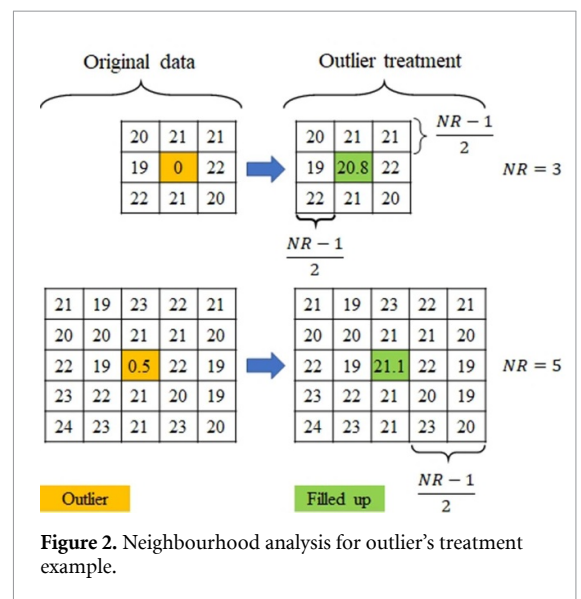 Original data Outlier treatment
20 21 21 20 21 21
19 0 22 19 20.8 22
22 21 20 22 21 20
NR − 1
2
NR = 3
NR − 1
2
21 19 23 22 21 21 19 23 22 21
20 20 21 21 20 20 20 21 21 20
22 19 0.5 22 19 22 19 21.1 22 19
23 22 21 20 19 23 22 21 20 19
24 23 21 23 20 24 23 21 23 20
NR = 5
NR − 1
2
Outlier Filled up
Figure 2. Neighbourhood analysis for outlier's treatment
example.